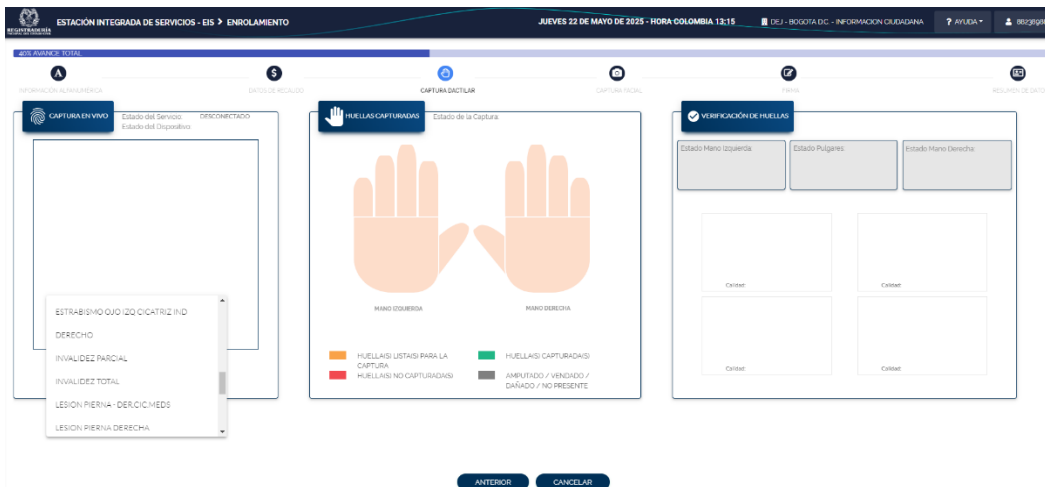 REGISTRADURÍA
ESTACIÓN INTEGRADA DE SERVICIOS - EIS > ENROLAMIENTO
JUEVES 22 DE MAYO DE 2025 - HORA COLOMBIA 13:15
DEJ - BOGOTA D.C. - INFORMACION CIUDADANA
? AYUDA
40% AVANCE TOTAL
INFORMACIÓN ALFANUMÉRICA
DATOS DE RECAUDO
CAPTURA DACTILAR
CAPTURA FACIAL
FIRMA
CAPTURA EN VIVO
Estado del Servicio: DESCONECTADO
Estado del Dispositivo:
HUELLAS CAPTURADAS
Estado de la Captura:
VERIFICACIÓN DE HUELLAS
Estado Mano Izquierda:
Estado Pulgares:
Estado Mano Derecha:
MANO IZQUIERDA
MANO DERECHA
Calidad:
Calidad:
Calidad:
Calidad:
HUELLA(S) LISTA(S) PARA LA
CAPTURA
HUELLA(S) NO CAPTURADA(S)
HUELLA(S) CAPTURADA(S)
AMPUTADO / VENDADO /
DAÑADO / NO PRESENTE
ESTRABISMO OJO IZQ CICATRIZ IND
DERECHO
INVALIDEZ PARCIAL
INVALIDEZ TOTAL
LESION PIERNA - DER.CIC.MEDS
LESION PIERNA DERECHA
ANTERIOR
CANCELAR